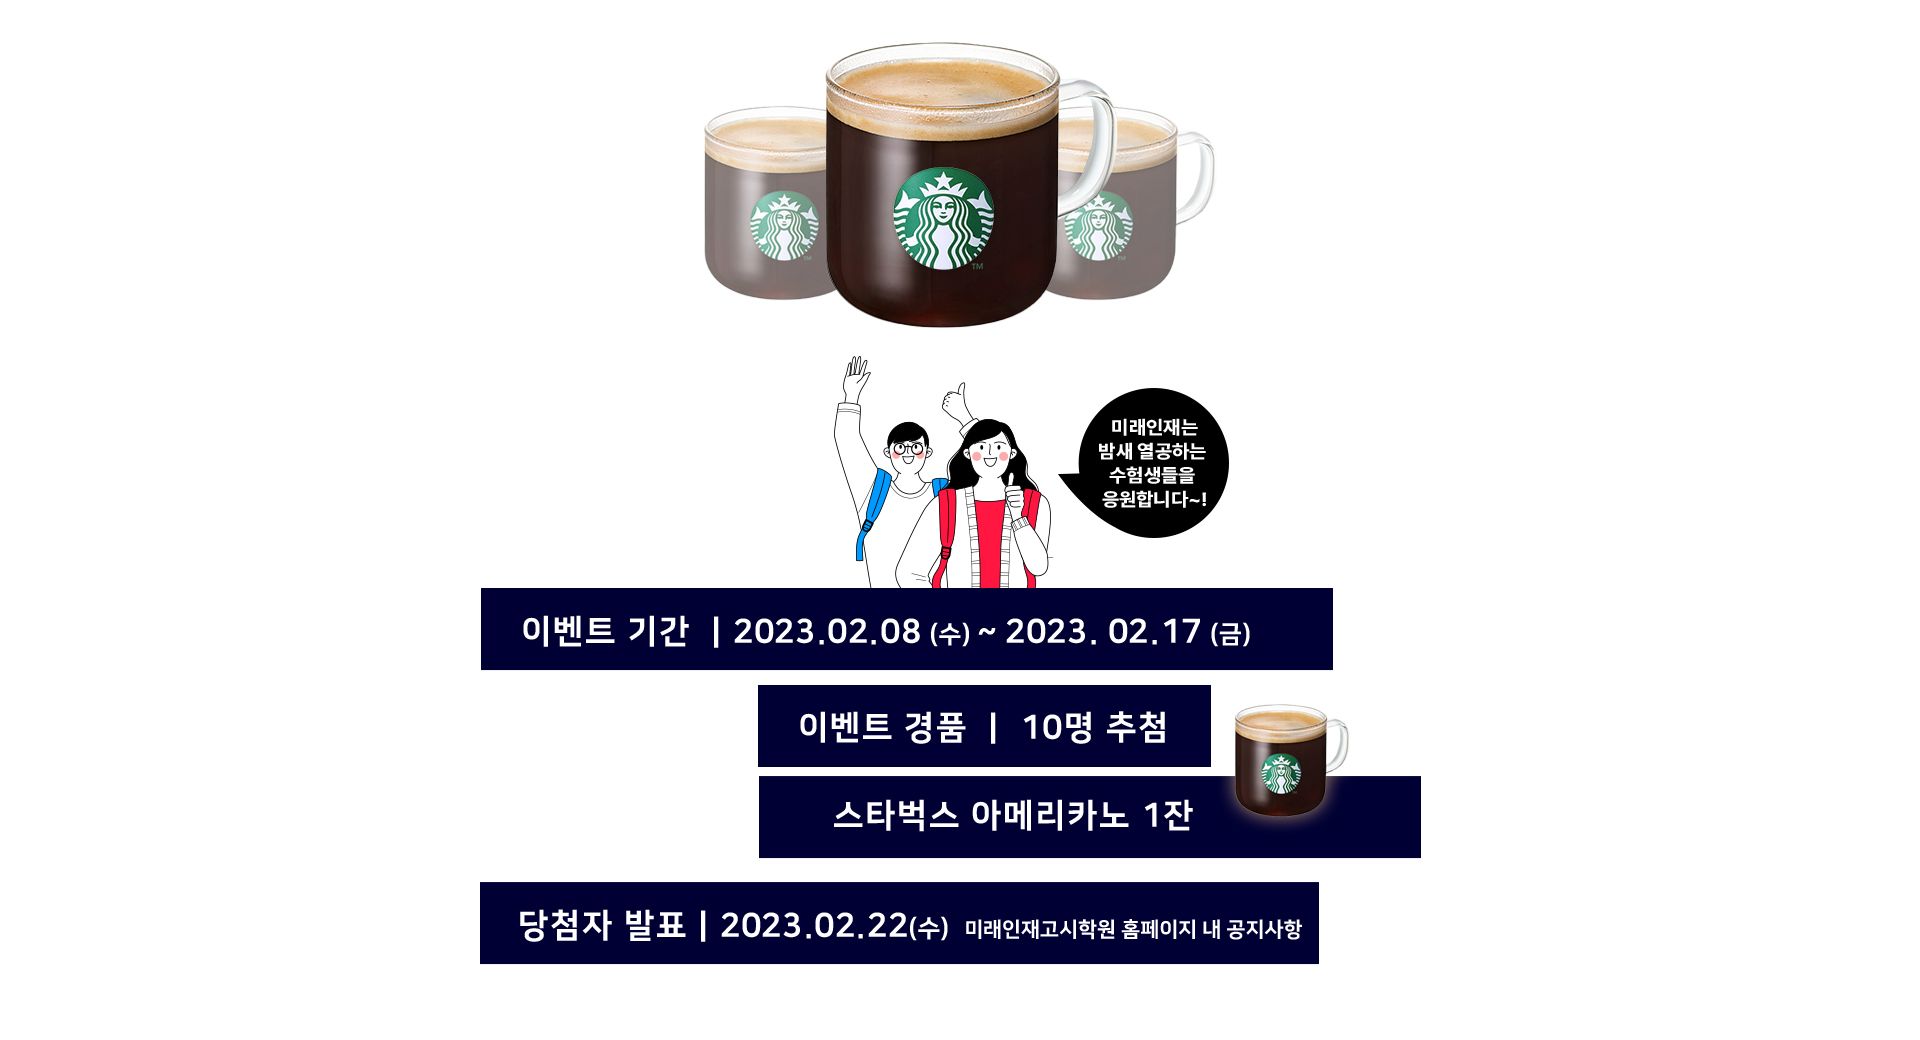 미래인재는
밤새 열공하는
수험생들을
응원합니다~!
이벤트 기간 | 2023.02.08 (수) ~ 2023. 02.17 (금)
이벤트 경품 | 10명 추첨
스타벅스 아메리카노 1잔
당첨자 발표 | 2023.02.22(수) 미래인재고시학원 홈페이지 내 공지사항
TM
TM
TM